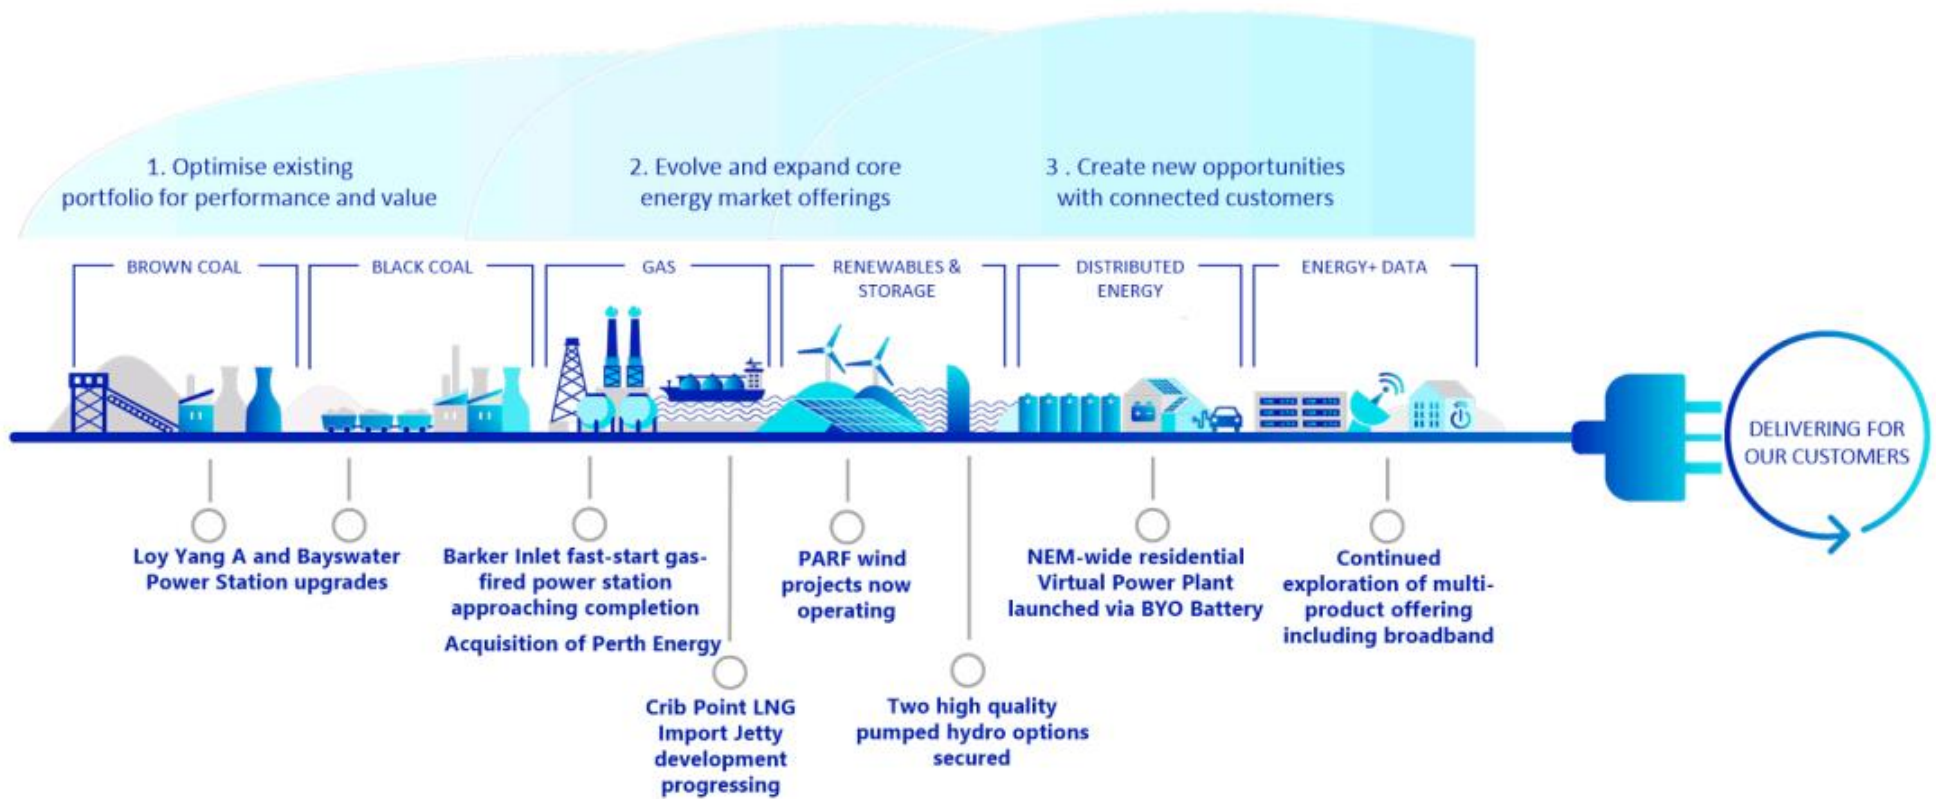 1. Optimise existing
portfolio for performance and value
2. Evolve and expand core
energy market offerings
3 . Create new opportunities
with connected customers
BROWN COAL
BLACK COAL
GAS
RENEWABLES &
STORAGE
DISTRIBUTED
ENERGY
ENERGY+ DATA
DELIVERING FOR
OUR CUSTOMERS
Loy Yang A and Bayswater
Power Station upgrades
Barker Inlet fast-start gas-
fired power station
approaching completion
Acquisition of Perth Energy
Crib Point LNG
Import Jetty
development
progressing
PARF wind
projects now
operating
Two high quality
pumped hydro options
secured
NEM-wide residential
Virtual Power Plant
launched via BYO Battery
Continued
exploration of multi-
product offering
including broadband